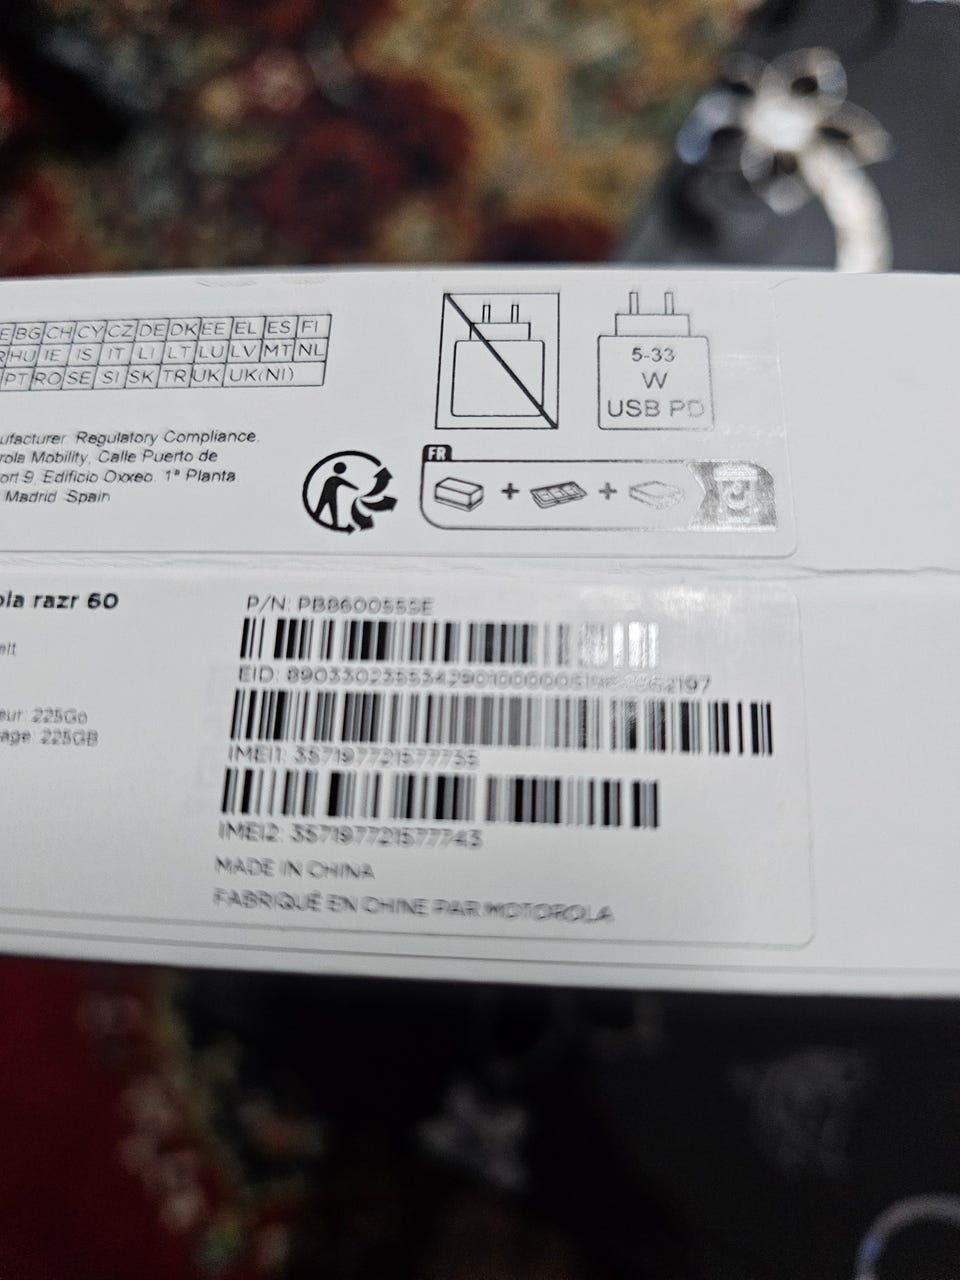 E BG CH CY CZ DE DK EE EL ES FI
HU IE IS IT LI LT LU LV MT NL
PT RO SE SI SK TR UK UK(NI)
ufacturer Regulatory Compliance,
rola Mobility, Calle Puerto de
ort 9, Edificio Oxxeo, 1ª Planta
Madrid Spain
5-33
W
USB PD
FR
ola razr 60
P/N: PB860055SE
eur: 225Go
age: 225GB
EID:
IMEI1: 357197721577735
IMEI2: 357197721577743
MADE IN CHINA
FABRIQUÉ EN CHINE PAR MOTOROLA